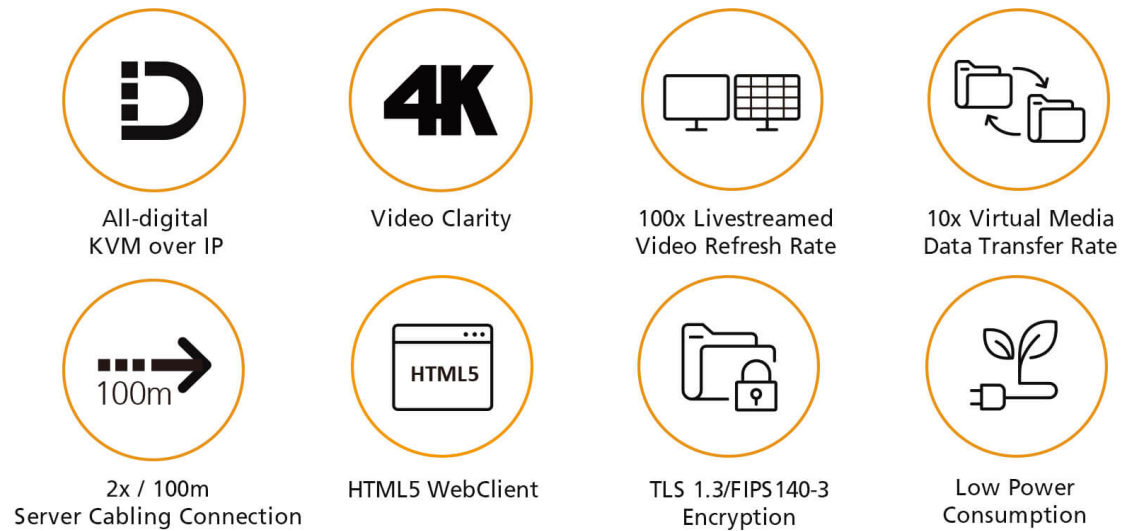 4K
All-digital
KVM over IP
Video Clarity
100x Livestreamed
Video Refresh Rate
10x Virtual Media
Data Transfer Rate
100m
HTML5
2x / 100m
Server Cabling Connection
HTML5 WebClient
TLS 1.3/FIPS140-3
Encryption
Low Power
Consumption